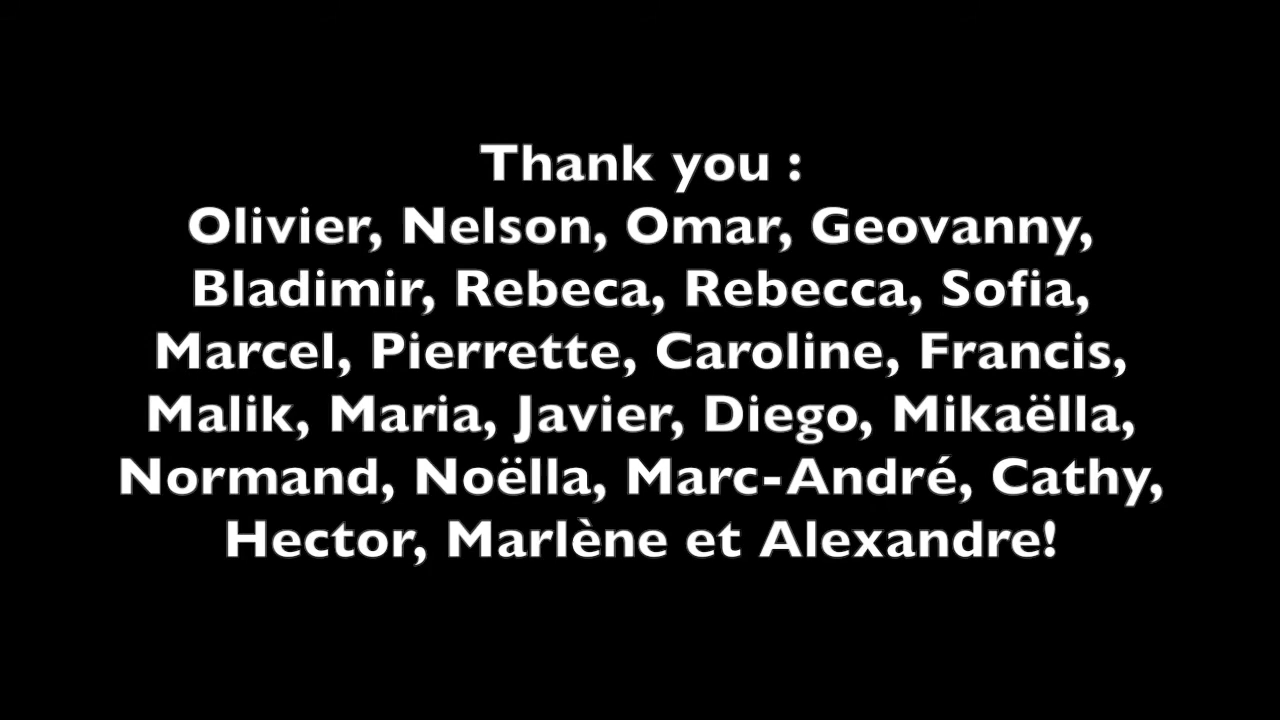 Thank you :
Olivier, Nelson, Omar, Geovanny,
Bladimir, Rebeca, Rebecca, Sofia,
Marcel, Pierrette, Caroline, Francis,
Malik, Maria, Javier, Diego, Mikaëlla,
Normand, Noëlla, Marc-André, Cathy,
Hector, Marlène et Alexandre!